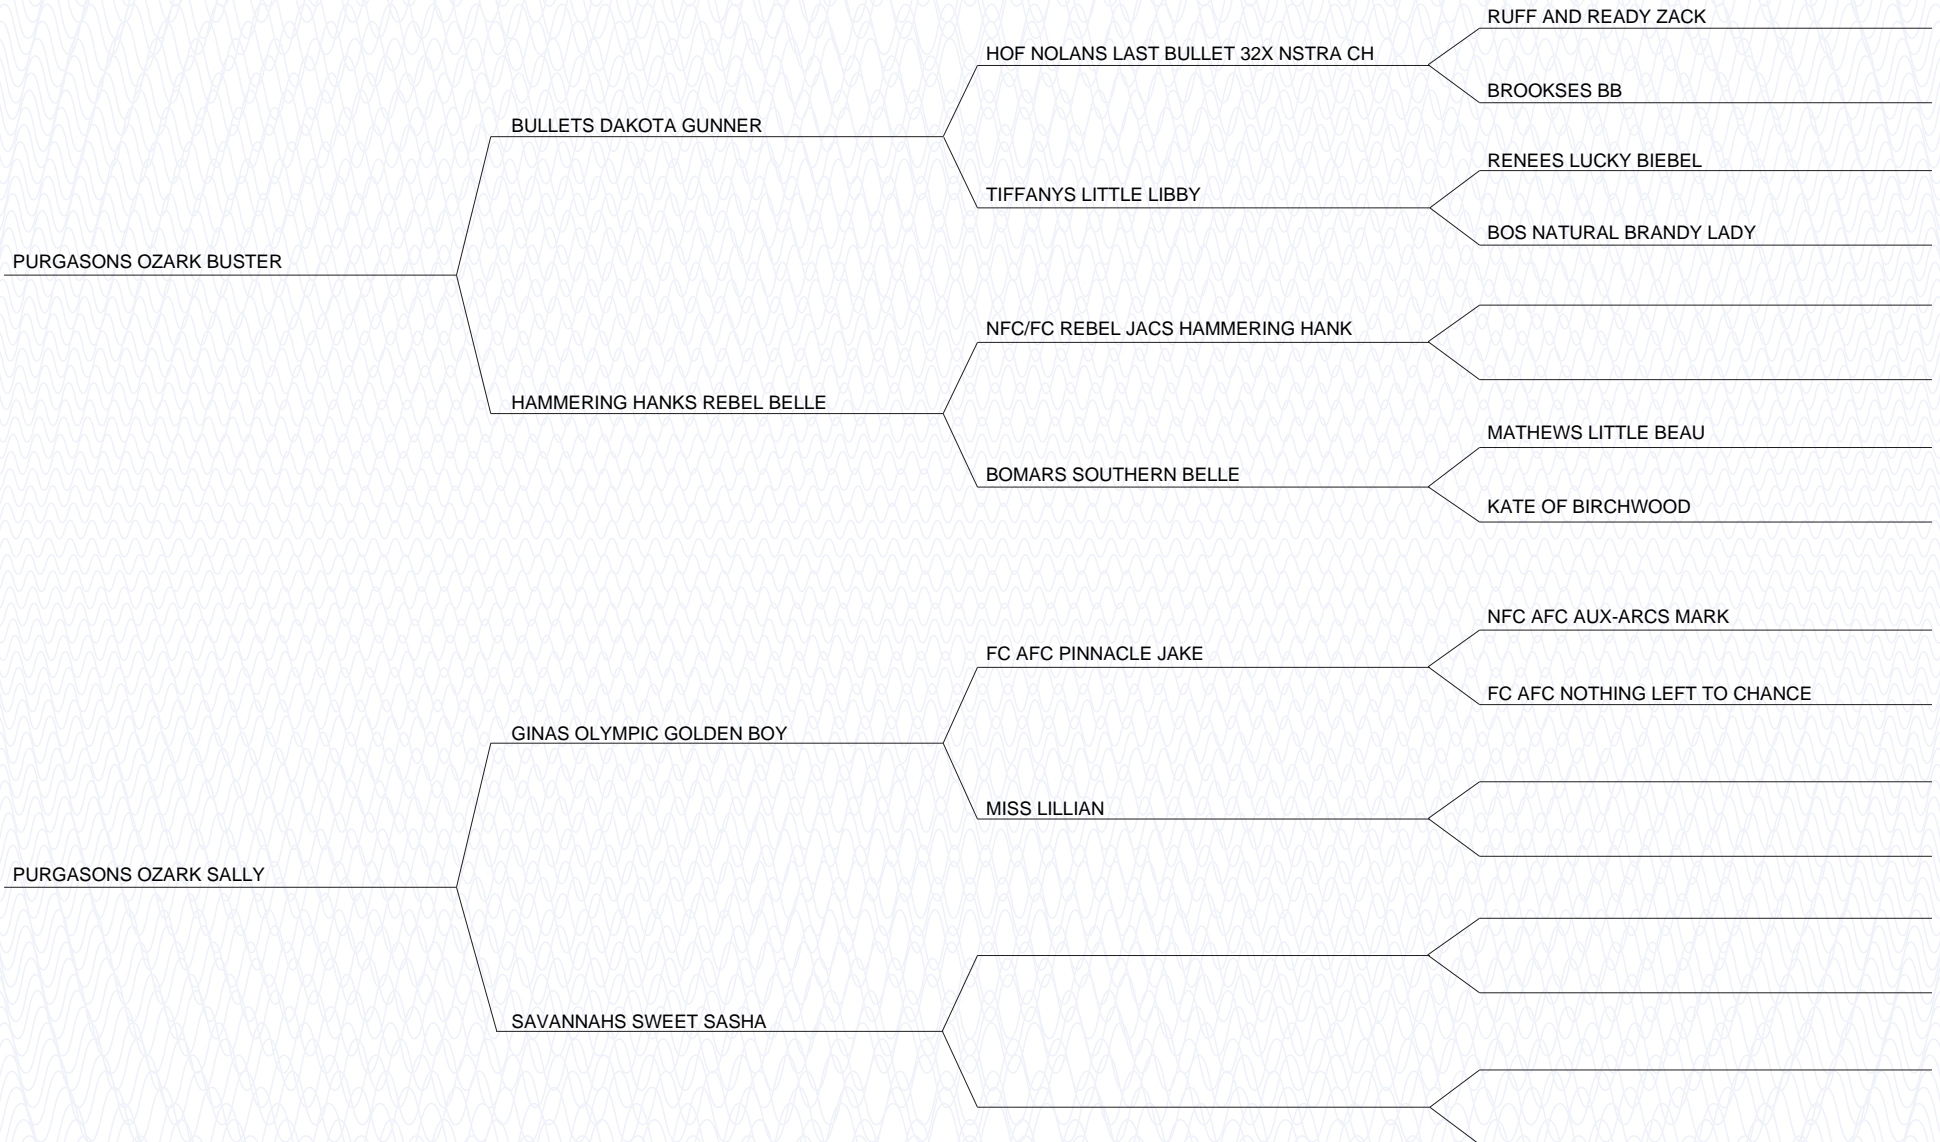 RUFF AND READY ZACK
HOF NOLANS LAST BULLET 32X NSTRA CH
BROOKSES BB
BULLETS DAKOTA GUNNER
RENEES LUCKY BIEBEL
TIFFANYS LITTLE LIBBY
BOS NATURAL BRANDY LADY
PURGASONS OZARK BUSTER
NFC/FC REBEL JACS HAMMERING HANK
HAMMERING HANKS REBEL BELLE
MATHEWS LITTLE BEAU
BOMARS SOUTHERN BELLE
KATE OF BIRCHWOOD
NFC AFC AUX-ARCS MARK
FC AFC PINNACLE JAKE
FC AFC NOTHING LEFT TO CHANCE
GINAS OLYMPIC GOLDEN BOY
MISS LILLIAN
PURGASONS OZARK SALLY
SAVANNAHS SWEET SASHA